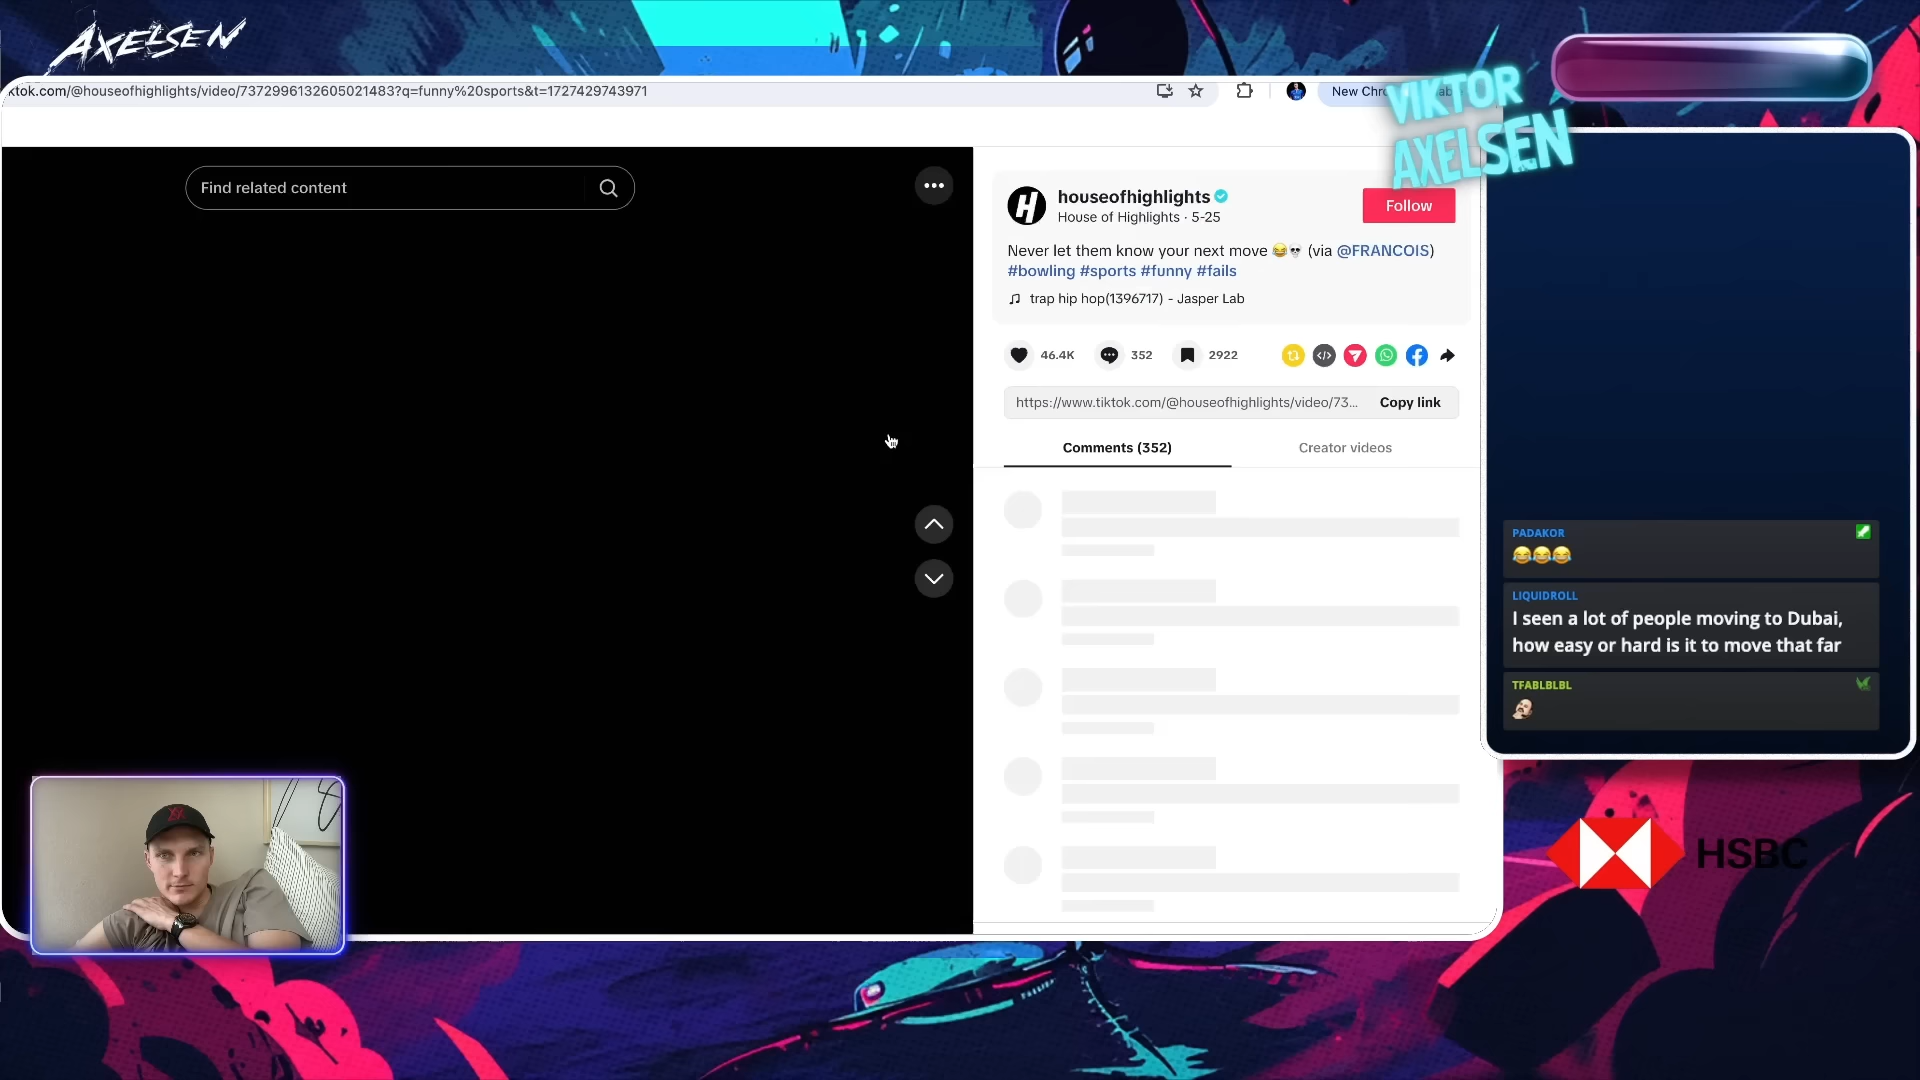 AXELSEN
ktok.com/@houseofhighlights/video/7372996132605021483?q=funny%20sports&t=1727429743971
New Chr
VIKTOR
AXELSEN
Find related content
houseofhighlights
House of Highlights · 5-25
Follow
Never let them know your next move 😂💀 (via @FRANCOIS)
#bowling #sports #funny #fails
trap hip hop(1396717) - Jasper Lab
46.4K
352
2922
https://www.tiktok.com/@houseofhighlights/video/73...
Copy link
Comments (352)
Creator videos
PADAKOR
😂😂😂
LIQUIDROLL
I seen a lot of people moving to Dubai,
how easy or hard is it to move that far
TFABLBLBL
HSBC